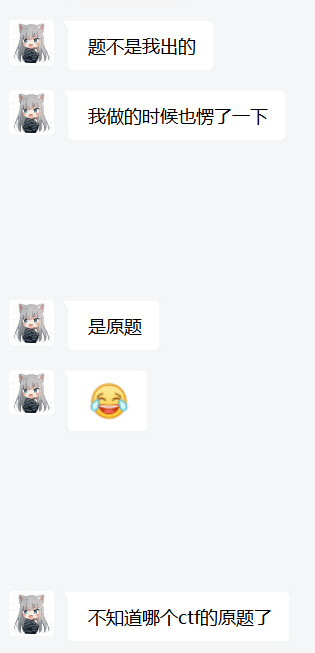 题不是我出的
我做的时候也愣了一下
是原题
不知道哪个ctf的原题了